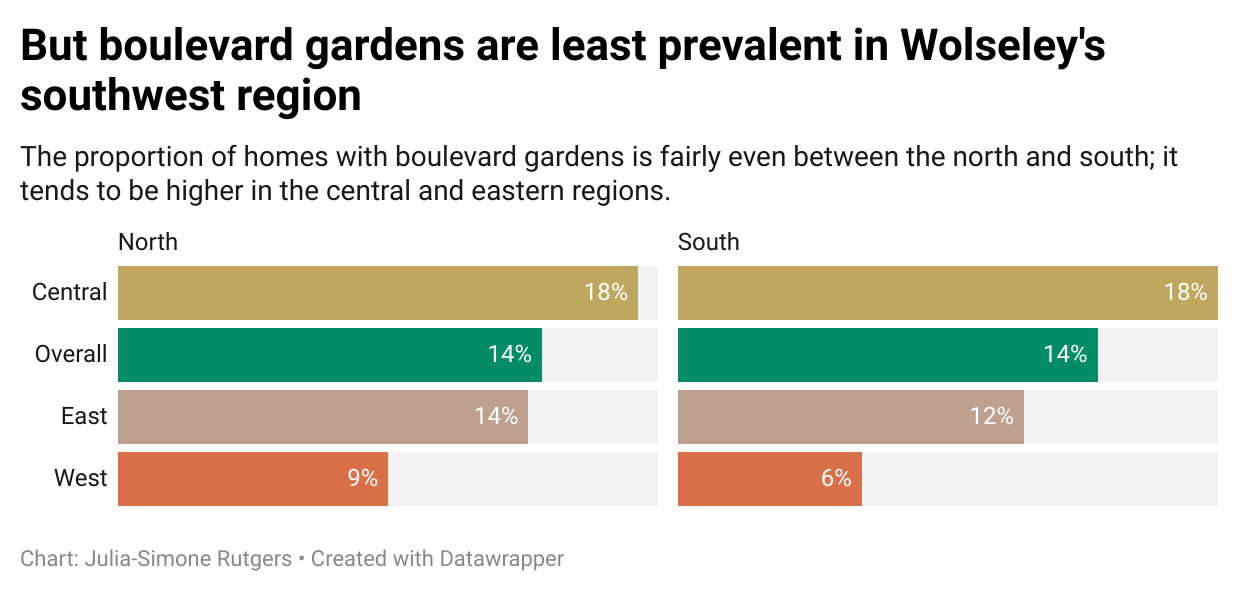 But boulevard gardens are least prevalent in Wolseley's
southwest region
The proportion of homes with boulevard gardens is fairly even between the north and south; it
tends to be higher in the central and eastern regions.
North South
Central 18% 18%
Overall 14% 14%
East 14% 12%
West 9% 6%
Chart: Julia-Simone Rutgers • Created with Datawrapper